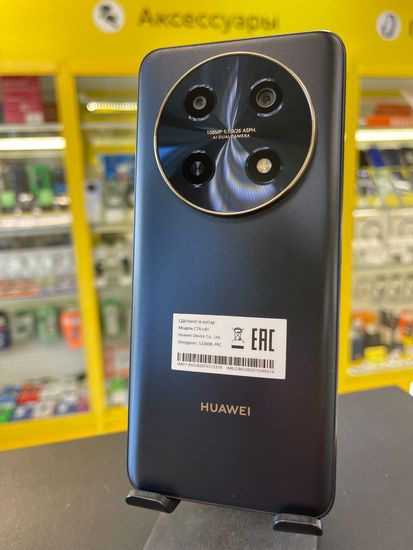 Аксессуары
108MP f/1.9/26 ASPH.
AI DUAL CAMERA
СДЕЛАНО В КИТАЕ
Модель: CTR-L81
Huawei Device Co., Ltd.
Dongguan, 523808, PRC
EAC
HUAWEI